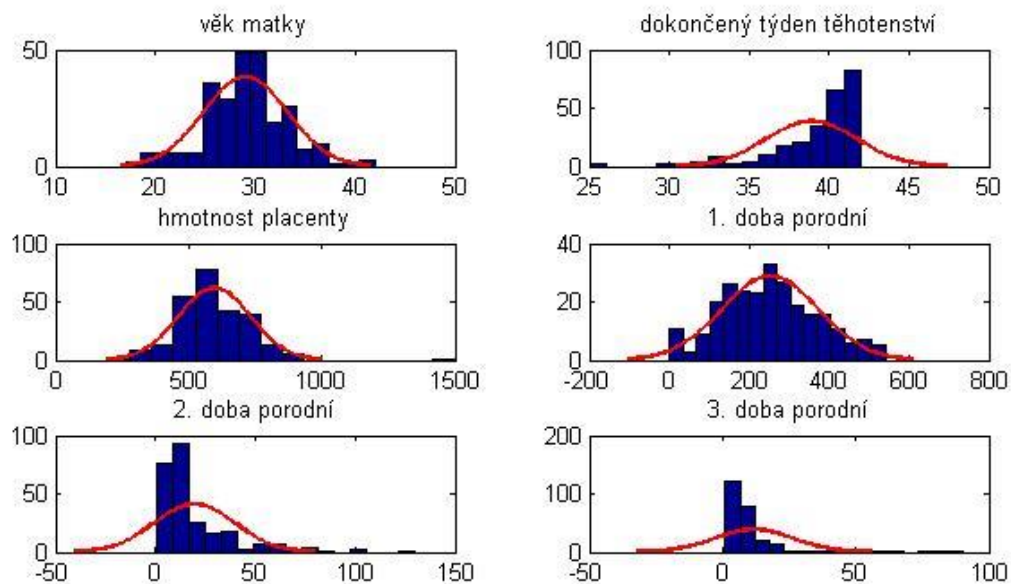 věk matky
50
0
10 20 30 40 50
dokončený týden těhotenství
100
50
0
25 30 35 40 45 50
hmotnost placenty
100
50
0
0 500 1000 1500
1. doba porodní
40
20
0
-200 0 200 400 600 800
2. doba porodní
100
50
0
-50 0 50 100 150
3. doba porodní
200
100
0
-50 0 50 100